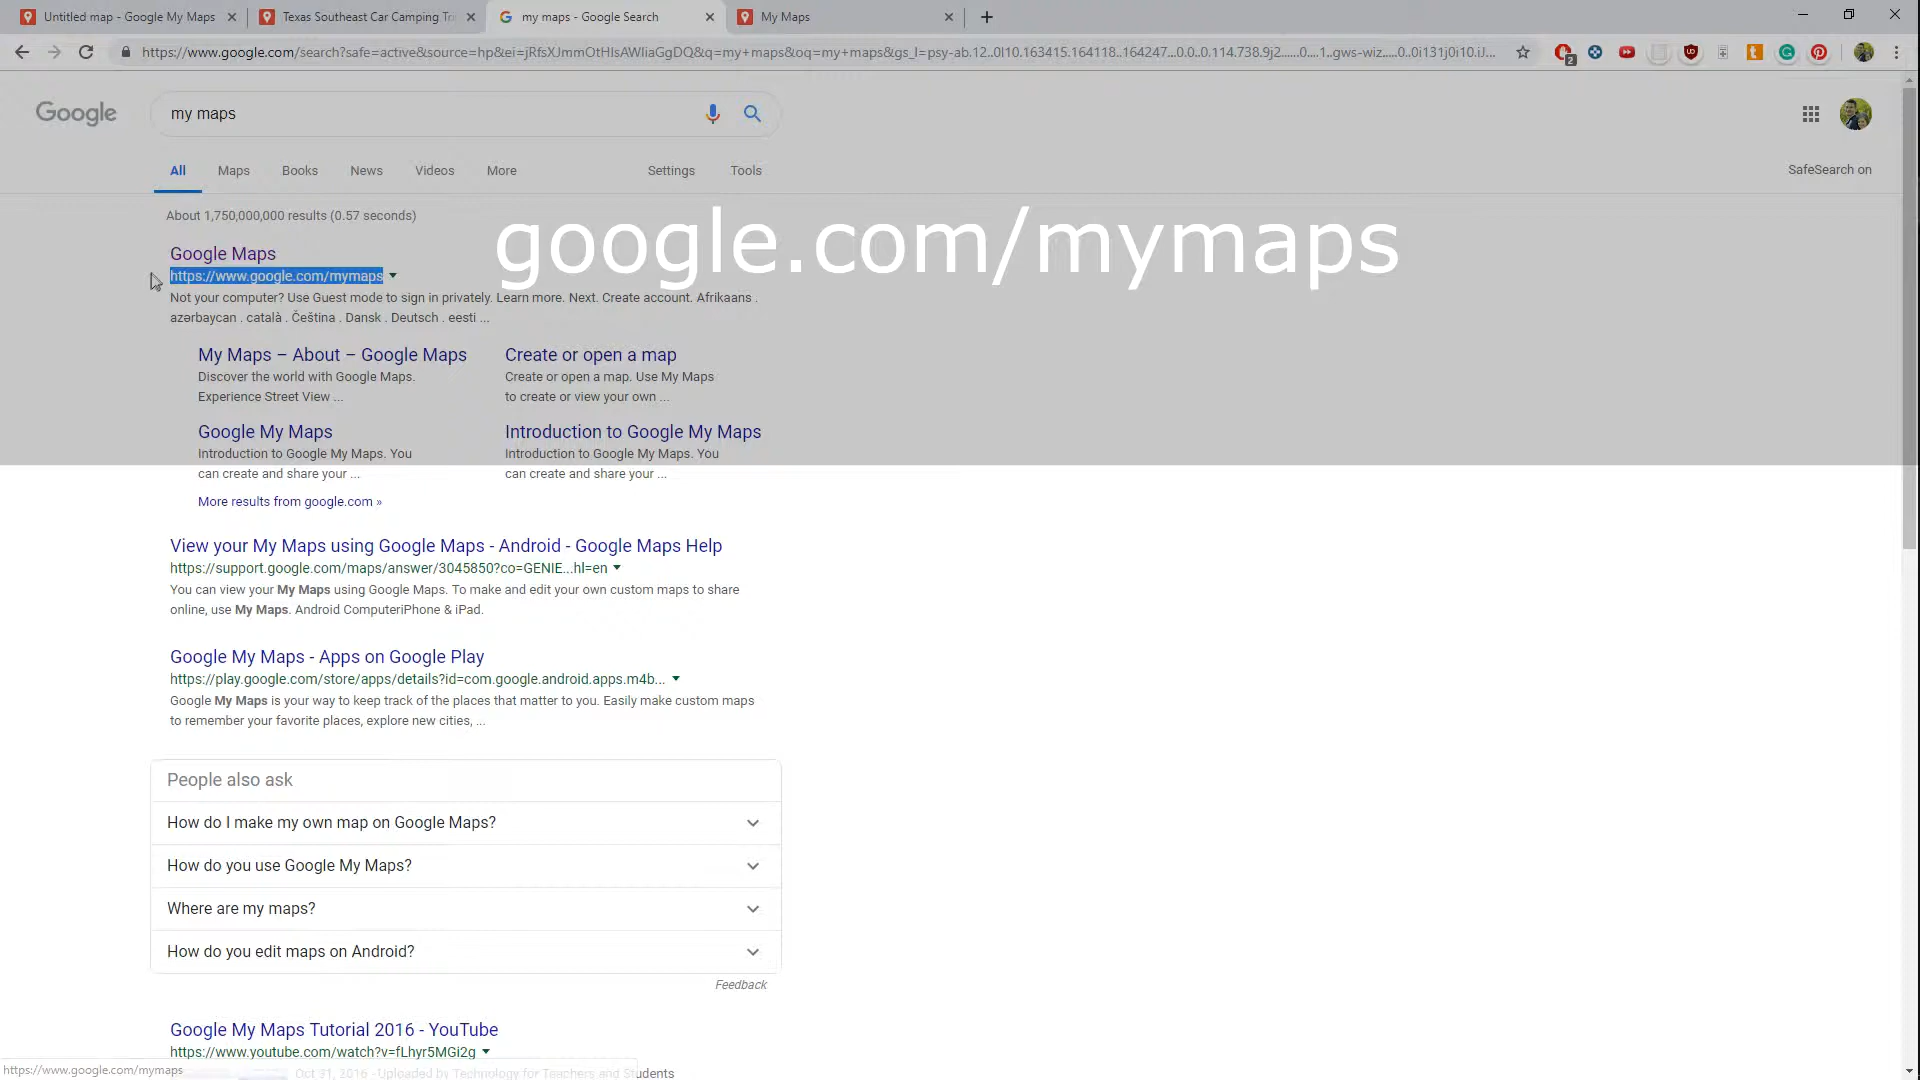 Untitled map - Google My Maps
Texas Southeast Car Camping Tri
my maps - Google Search
My Maps
https://www.google.com/search?safe=active&source=hp&ei=jRfsXJmmOtHIsAWIiaGgDQ&q=my+maps&oq=my+maps&gs_l=psy-ab.12..0l10.163415.164118..164247...0.0..0.114.738.9j2......0....1..gws-wiz.....0..0i131j0i10.iJ...
2
Google
my maps
All Maps Books News Videos More Settings Tools
SafeSearch on
About 1,750,000,000 results (0.57 seconds)
google.com/mymaps
Google Maps
https://www.google.com/mymaps
Not your computer? Use Guest mode to sign in privately. Learn more. Next. Create account. Afrikaans .
azərbaycan . català . Čeština . Dansk . Deutsch . eesti ...
My Maps – About – Google Maps
Discover the world with Google Maps.
Experience Street View ...
Create or open a map
Create or open a map. Use My Maps
to create or view your own ...
Google My Maps
Introduction to Google My Maps. You
can create and share your ...
Introduction to Google My Maps
Introduction to Google My Maps. You
can create and share your ...
More results from google.com »
View your My Maps using Google Maps - Android - Google Maps Help
https://support.google.com/maps/answer/3045850?co=GENIE...hl=en
You can view your My Maps using Google Maps. To make and edit your own custom maps to share
online, use My Maps. Android ComputeriPhone & iPad.
Google My Maps - Apps on Google Play
https://play.google.com/store/apps/details?id=com.google.android.apps.m4b...
Google My Maps is your way to keep track of the places that matter to you. Easily make custom maps
to remember your favorite places, explore new cities, ...
People also ask
How do I make my own map on Google Maps?
How do you use Google My Maps?
Where are my maps?
How do you edit maps on Android?
Feedback
Google My Maps Tutorial 2016 - YouTube
https://www.youtube.com/watch?v=fLhyr5MGi2g
https://www.google.com/mymaps
Oct 31, 2016 - Uploaded by Technology for Teachers and Students